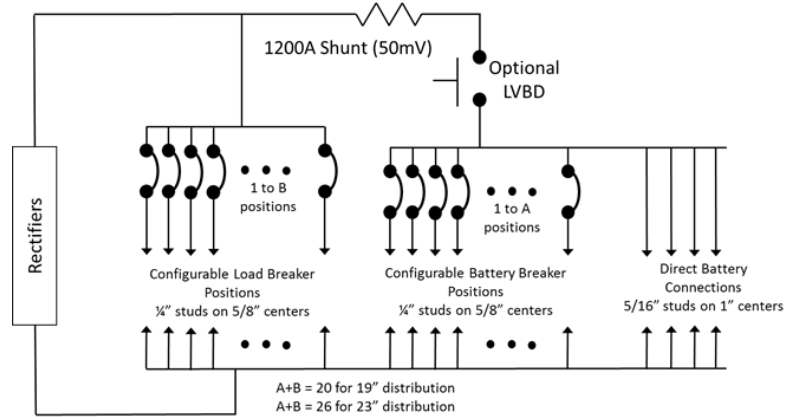 1200A Shunt (50mV)
Optional
LVBD
Rectifiers
1 to B
positions
1 to A
positions
Configurable Load Breaker
Positions
¼” studs on 5/8” centers
Configurable Battery Breaker
Positions
¼” studs on 5/8” centers
Direct Battery
Connections
5/16” studs on 1” centers
A+B = 20 for 19” distribution
A+B = 26 for 23” distribution